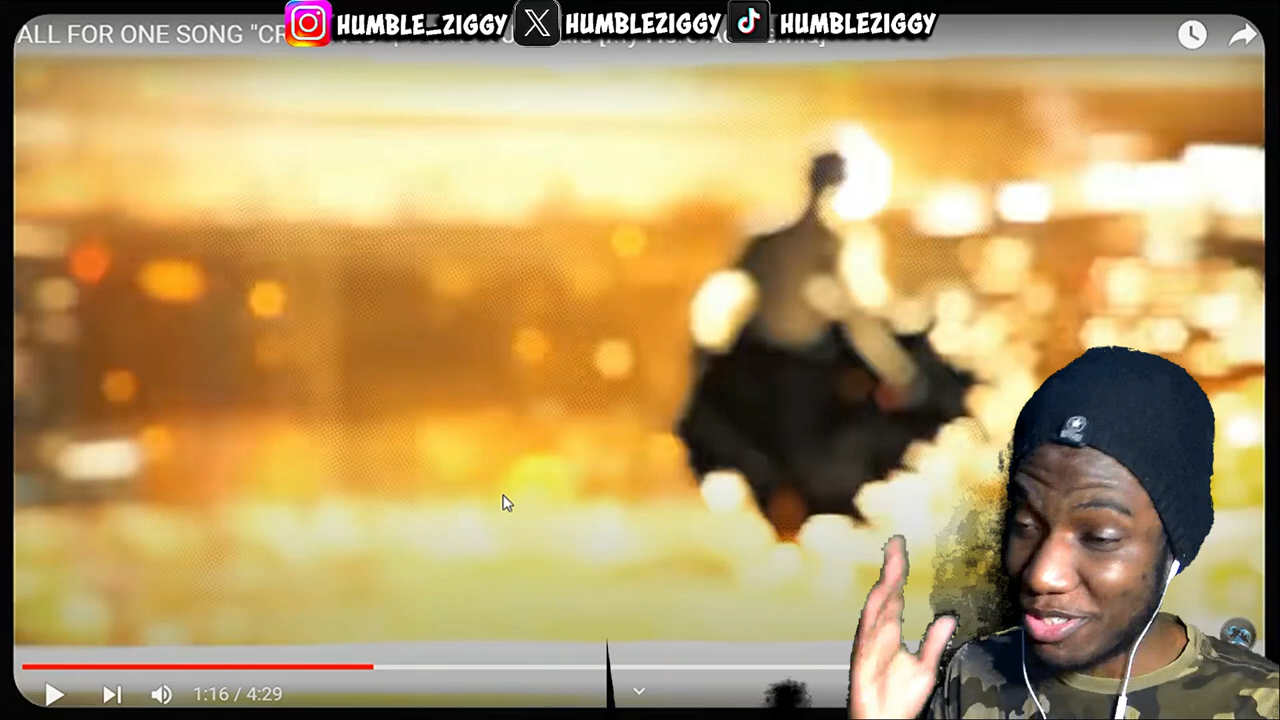 HUMBLE_ZIGGY HUMBLEZIGGY HUMBLEZIGGY
ALL FOR ONE SONG "CR
1:16 / 4:29